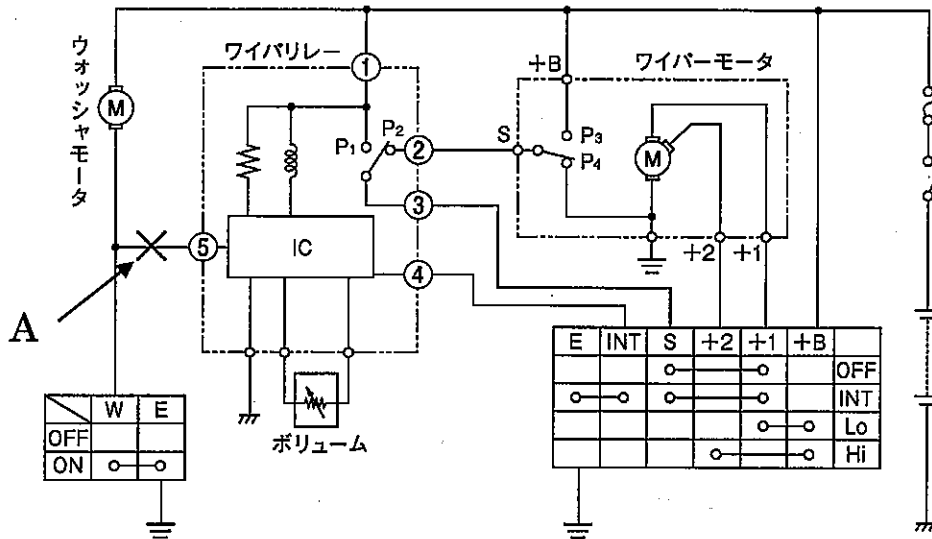 ウォッシャモータ
M
ワイパリレー
1
P1
P2
2
3
IC
5
4
ボリューム
A
+B
ワイパーモータ
S
P3
P4
M
+2
+1
W E
OFF
ON
E INT S +2 +1 +B
OFF
INT
Lo
Hi